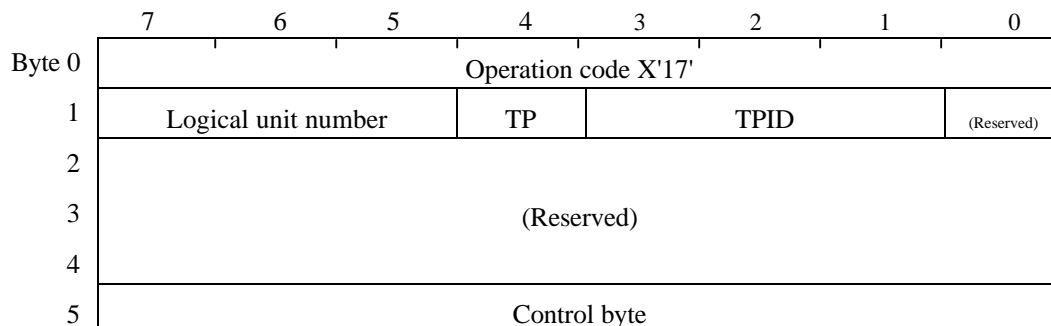 7 6 5 4 3 2 1 0
Byte 0 Operation code X'17'
1 Logical unit number TP TPID (Reserved)
2
3 (Reserved)
4
5 Control byte